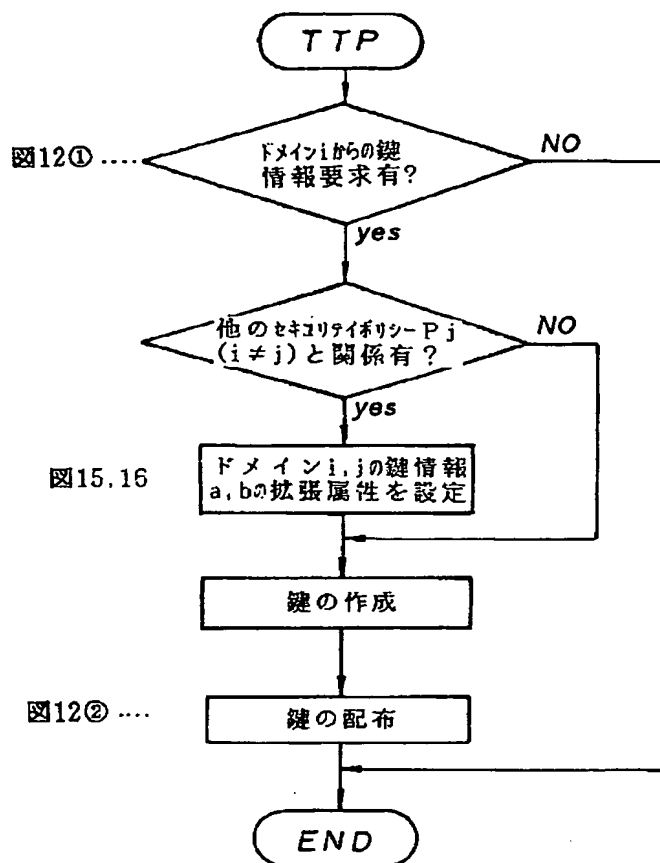 TTP
図12① ‥‥
ドメインiからの鍵
情報要求有?
NO
yes
他のセキュリテイポリシーPj
(i≠j)と関係有?
NO
yes
図15,16
ドメインi,jの鍵情報
a,bの拡張属性を設定
鍵の作成
図12② ‥‥
鍵の配布
END